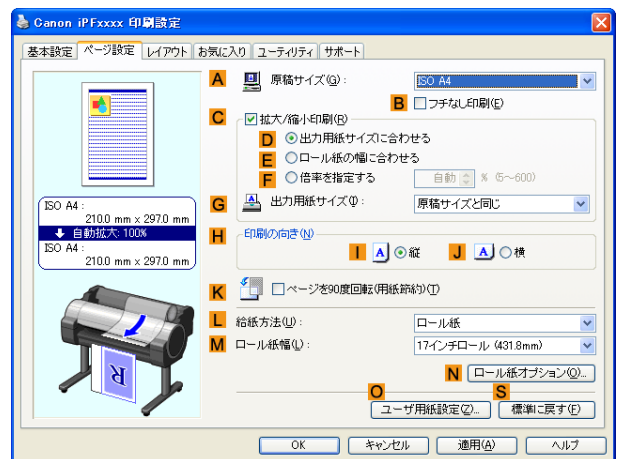 Canon iPFxxxx 印刷設定
基本設定 ページ設定 レイアウト お気に入り ユーティリティ サポート
A 原稿サイズ(Q): ISO A4
B フチなし印刷(E)
C 拡大/縮小印刷(R)
D 出力用紙サイズに合わせる
E ロール紙の幅に合わせる
F 倍率を指定する 自動 % (5～600)
G 出力用紙サイズ(I): 原稿サイズと同じ
ISO A4 :
210.0 mm x 297.0 mm
自動拡大: 100%
ISO A4 :
210.0 mm x 297.0 mm
H 印刷の向き(N)
I A 縦 J A 横
K ページを90度回転(用紙節約)(T)
L 給紙方法(U): ロール紙
M ロール紙幅(L): 17インチロール (431.8mm)
R
N ロール紙オプション(O)...
O S
ユーザ用紙設定(Z)... 標準に戻す(F)
OK キャンセル 適用(A) ヘルプ